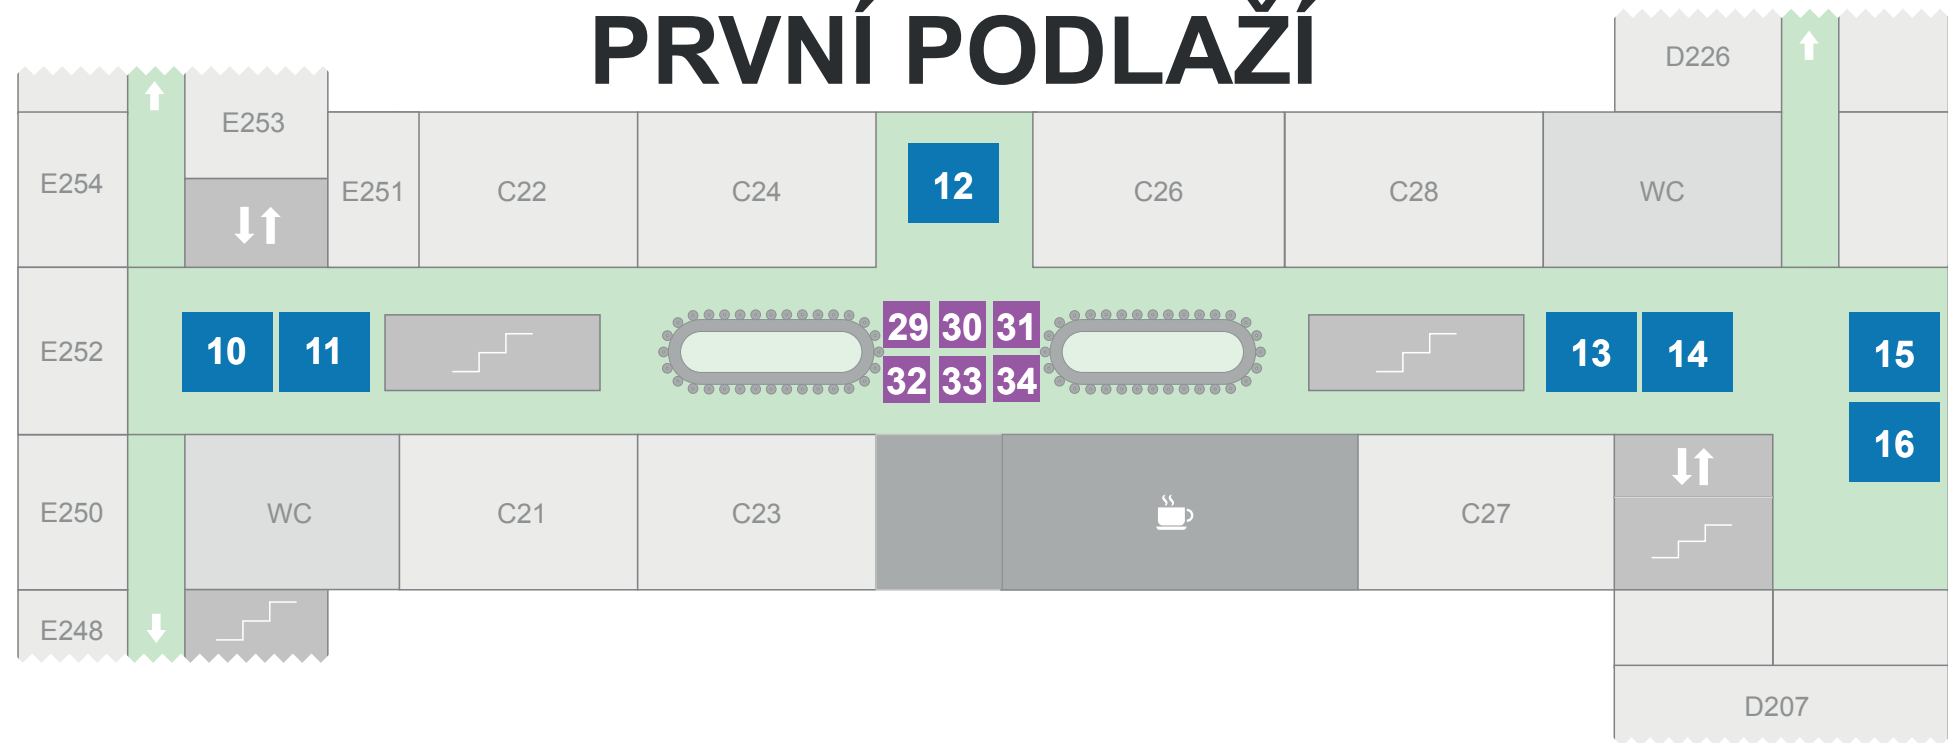 PRVNÍ PODLAŽÍ
D226
E253
E254
E251
C22
C24
12
C26
C28
WC
E252
10
11
29
30
31
32
33
34
13
14
15
16
E250
WC
C21
C23
C27
E248
D207